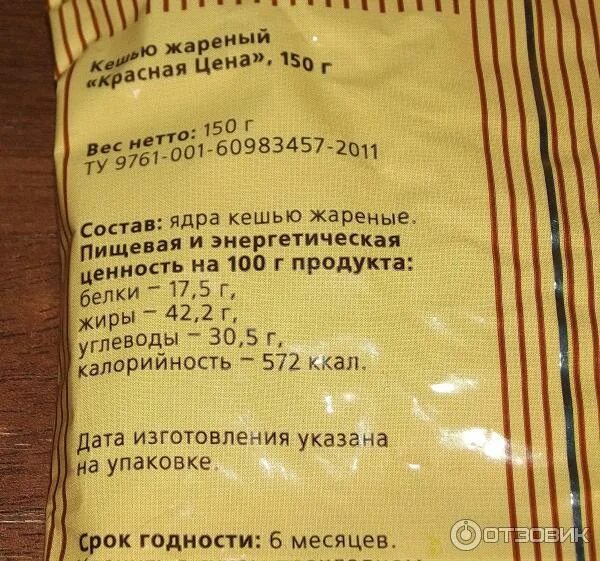 Кешью жареный
«Красная Цена», 150 г
Вес нетто: 150 г
ТУ 9761-001-60983457-2011
Состав: ядра кешью жареные.
Пищевая и энергетическая
ценность на 100 г продукта:
белки – 17,5 г,
жиры – 42,2 г,
углеводы – 30,5 г,
калорийность – 572 ккал.
Дата изготовления указана
на упаковке.
Срок годности: 6 месяцев.
ОТЗОВИК